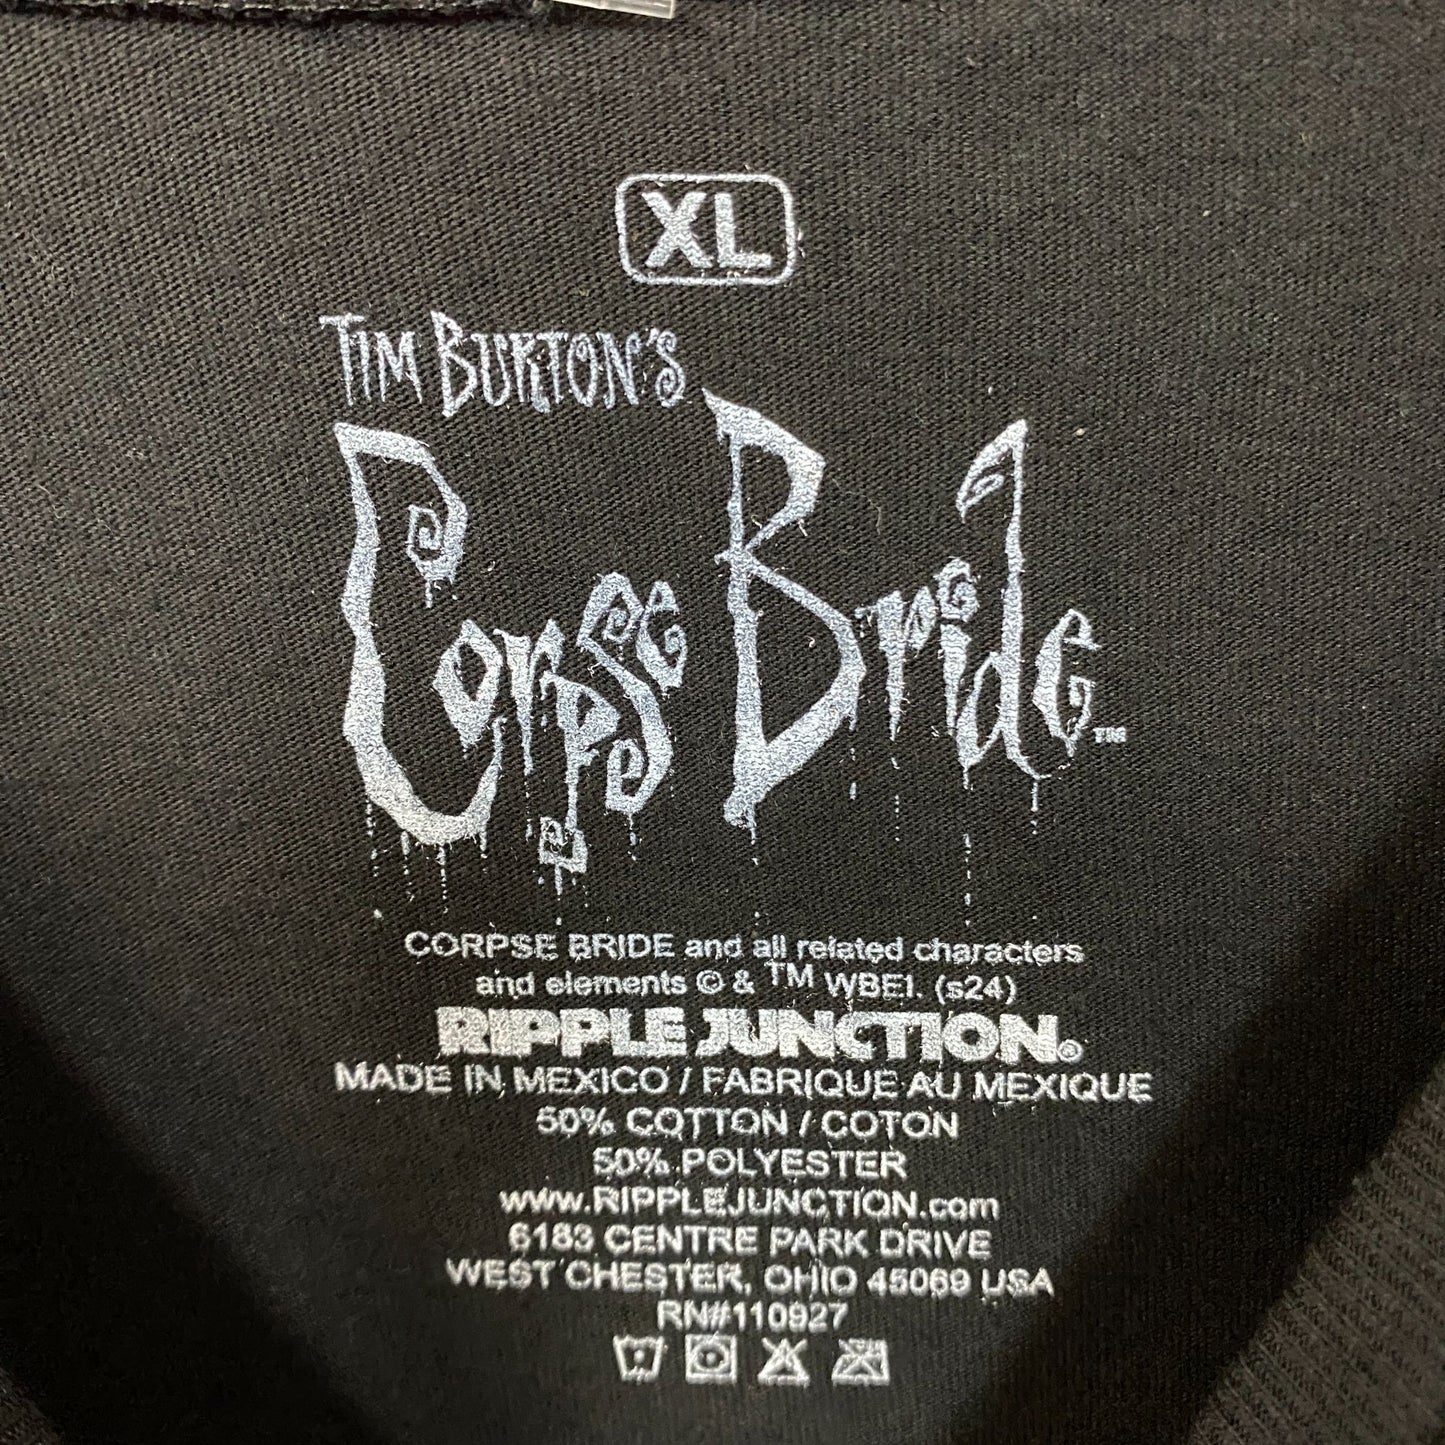 XL
TIM BURTON'S
Corpse Bride™
CORPSE BRIDE and all related characters
and elements © & TM WBEI. (s24)
RIPPLE JUNCTION®
MADE IN MEXICO / FABRIQUE AU MEXIQUE
50% COTTON / COTON
50% POLYESTER
www.RIPPLEJUNCTION.com
6183 CENTRE PARK DRIVE
WEST CHESTER, OHIO 45069 USA
RN#110927